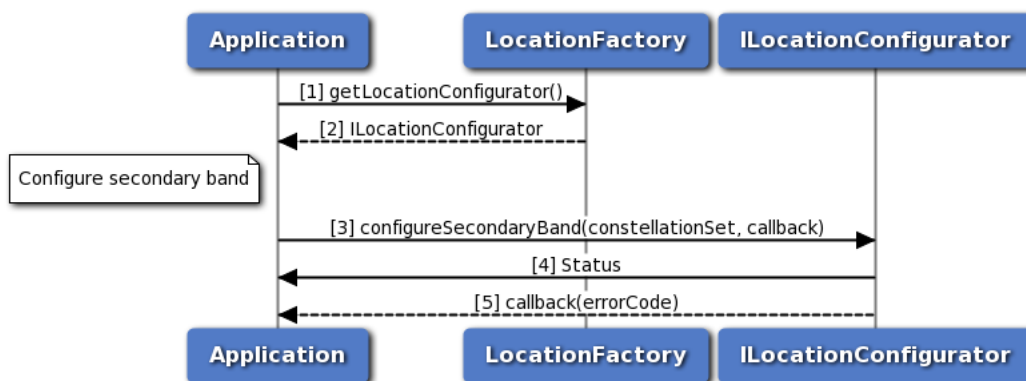 Application
LocationFactory
ILocationConfigurator
[1] getLocationConfigurator()
[2] ILocationConfigurator
Configure secondary band
[3] configureSecondaryBand(constellationSet, callback)
[4] Status
[5] callback(errorCode)
Application
LocationFactory
ILocationConfigurator